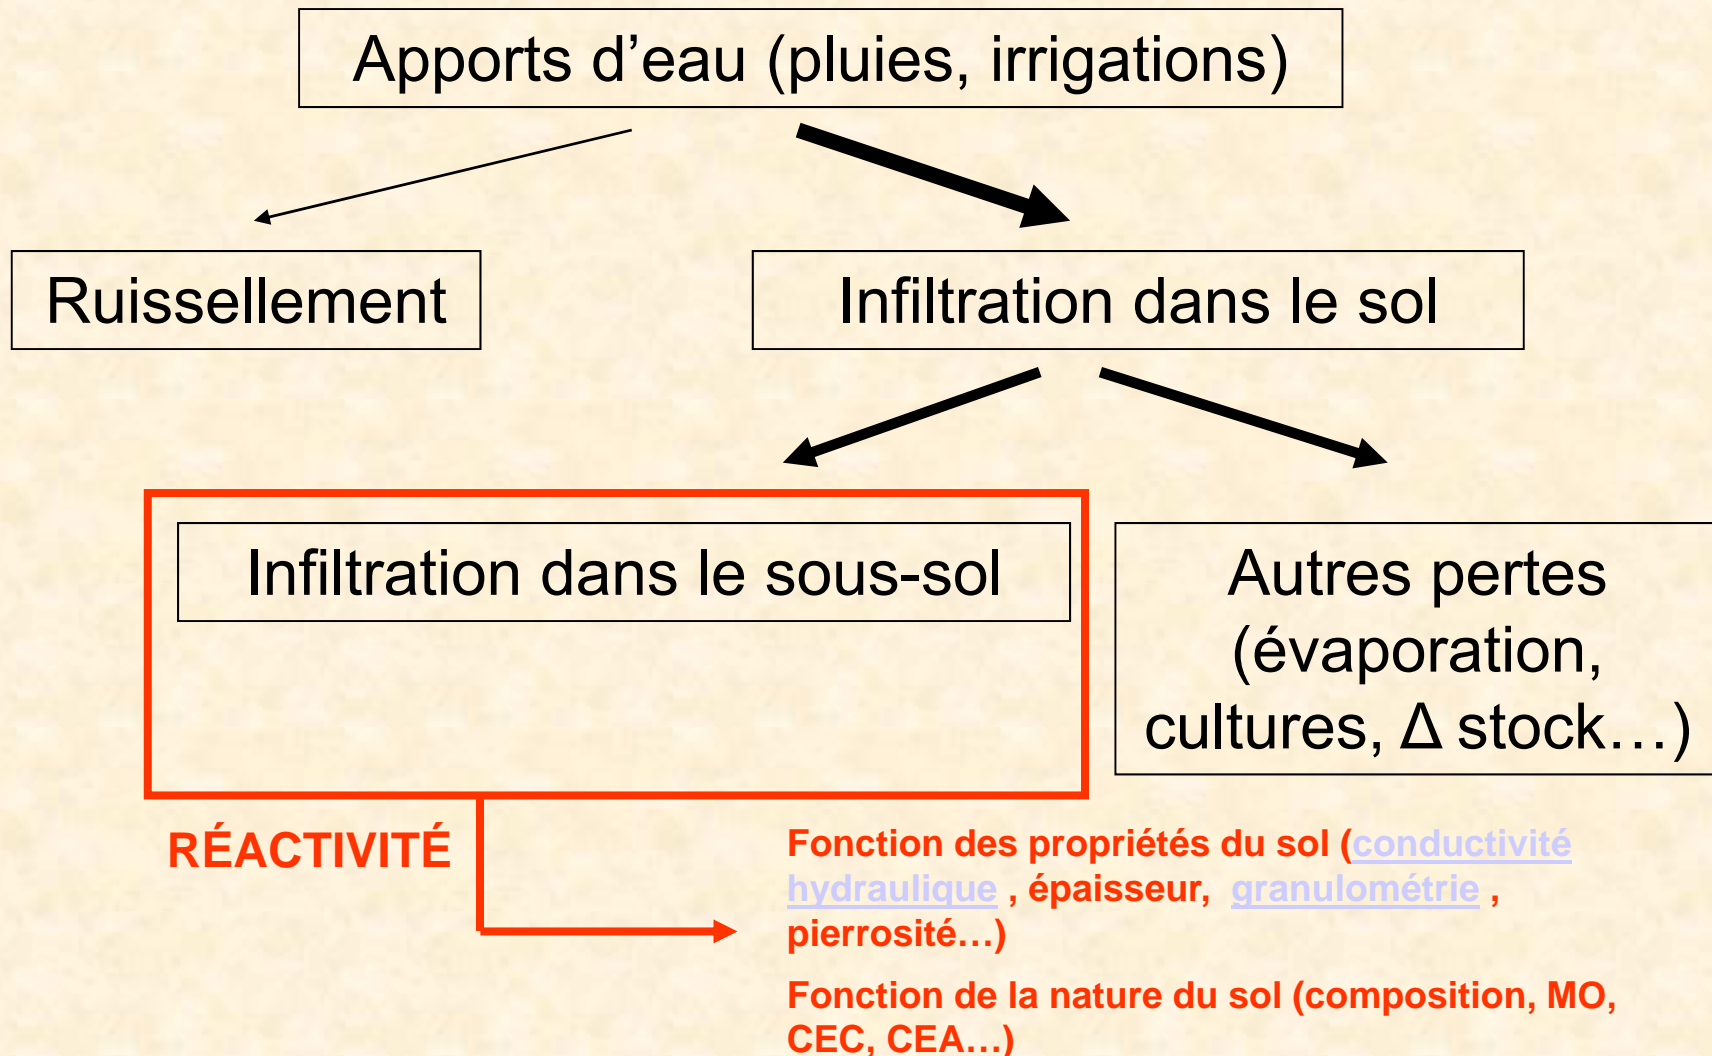 Apports d’eau (pluies, irrigations)
Ruissellement
Infiltration dans le sol
Infiltration dans le sous-sol
Autres pertes
(évaporation,
cultures, Δ stock…)
RÉACTIVITÉ
Fonction des propriétés du sol (conductivité
hydraulique , épaisseur, granulométrie ,
pierrosité…)
Fonction de la nature du sol (composition, MO,
CEC, CEA…)